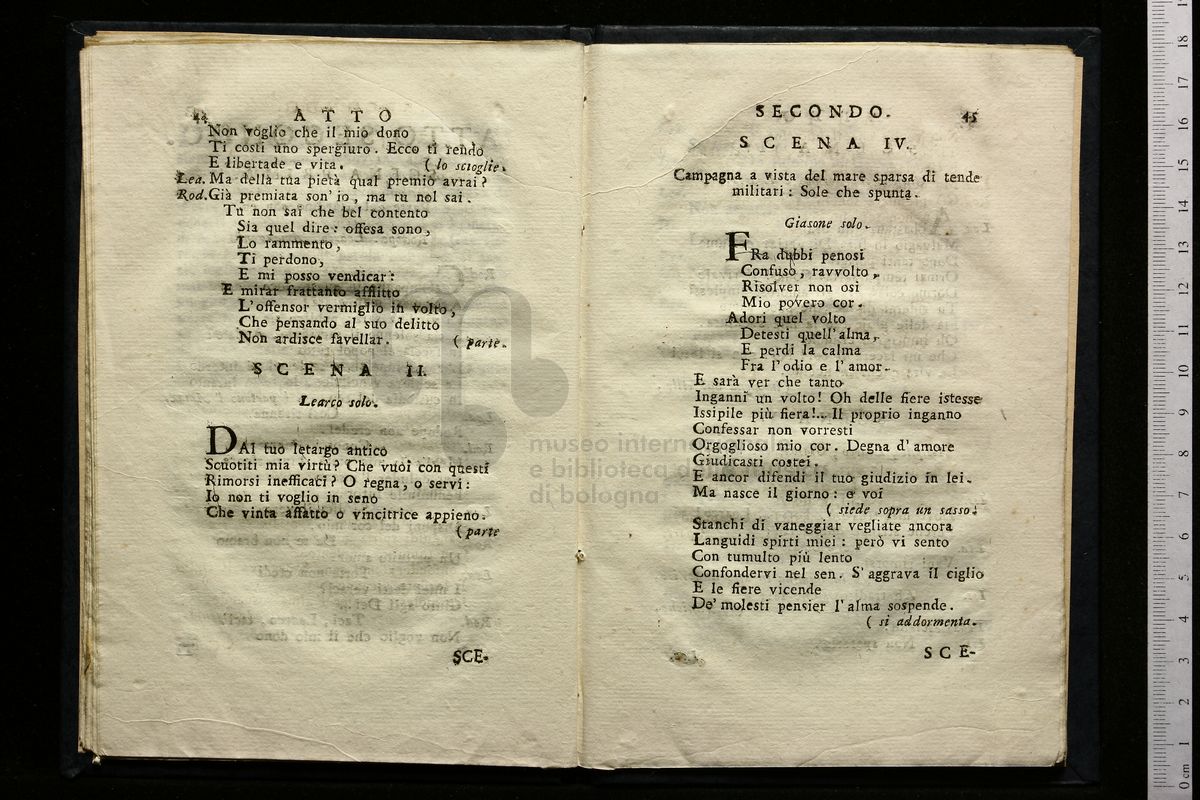 44 ATTO
Non voglio che il mio dono
Ti costi uno spergiuro. Ecco ti rendo
E libertade e vita. ( lo scioglie.
Lea. Ma della tua pietà qual premio avrai?
Rod. Già premiata son' io, ma tu nol sai.
Tu non sai che bel contento
Sia quel dire: offesa sono,
Lo rammento,
Ti perdono,
E mi posso vendicar:
E mirar frattanto afflitto
L'offensor vermiglio in volto,
Che pensando al suo delitto
Non ardisce favellar. ( parte.
SCENA II.
Learco solo.
DAl tuo letargo antico
Scuotiti mia virtù? Che vuoi con questi
Rimorsi inefficaci? O regna, o servi:
Io non ti voglio in seno
Che vinta affatto o vincitrice appieno.
( parte
SCE-
SECONDO. 45
SCENA IV.
Campagna a vista del mare sparsa di tende
militari: Sole che spunta.
Giasone solo.
FRa dubbi penosi
Confuso, ravvolto,
Risolver non osi
Mio povero cor.
Adori quel volto
Detesti quell'alma,
E perdi la calma
Fra l'odio e l'amor.
E sarà ver che tanto
Inganni un volto! Oh delle fiere istesse
Issipile più fiera!... Il proprio inganno
Confessar non vorresti
Orgoglioso mio cor. Degna d'amore
Giudicasti costei.
E ancor difendi il tuo giudizio in lei.
Ma nasce il giorno: e voi
( siede sopra un sasso.
Stanchi di vaneggiar vegliate ancora
Languidi spirti miei: però vi sento
Con tumulto più lento
Confondervi nel sen. S'aggrava il ciglio
E le fiere vicende
De' molesti pensier l'alma sospende.
( si addormenta.
SCE-
museo intern
e biblioteca d
di bologna